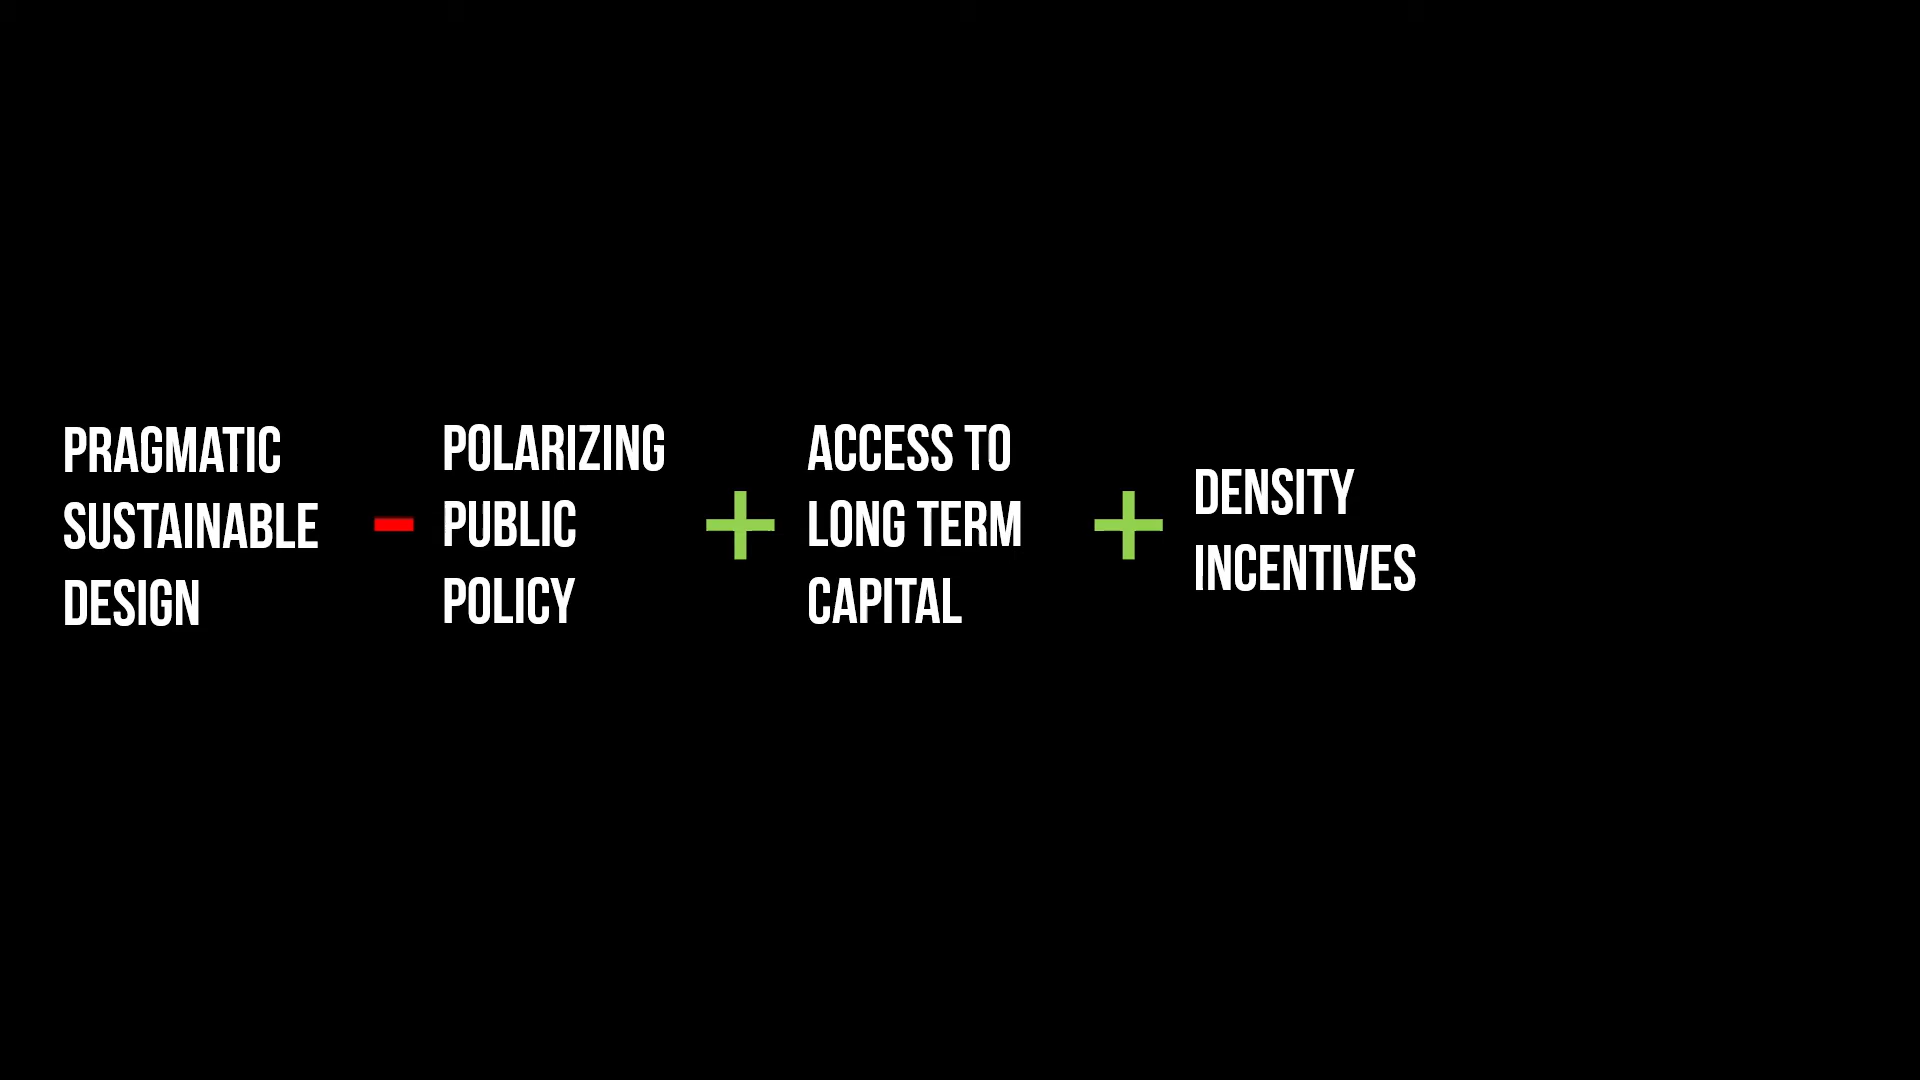 PRAGMATIC
SUSTAINABLE
DESIGN
-
POLARIZING
PUBLIC
POLICY
+
ACCESS TO
LONG TERM
CAPITAL
+
DENSITY
INCENTIVES